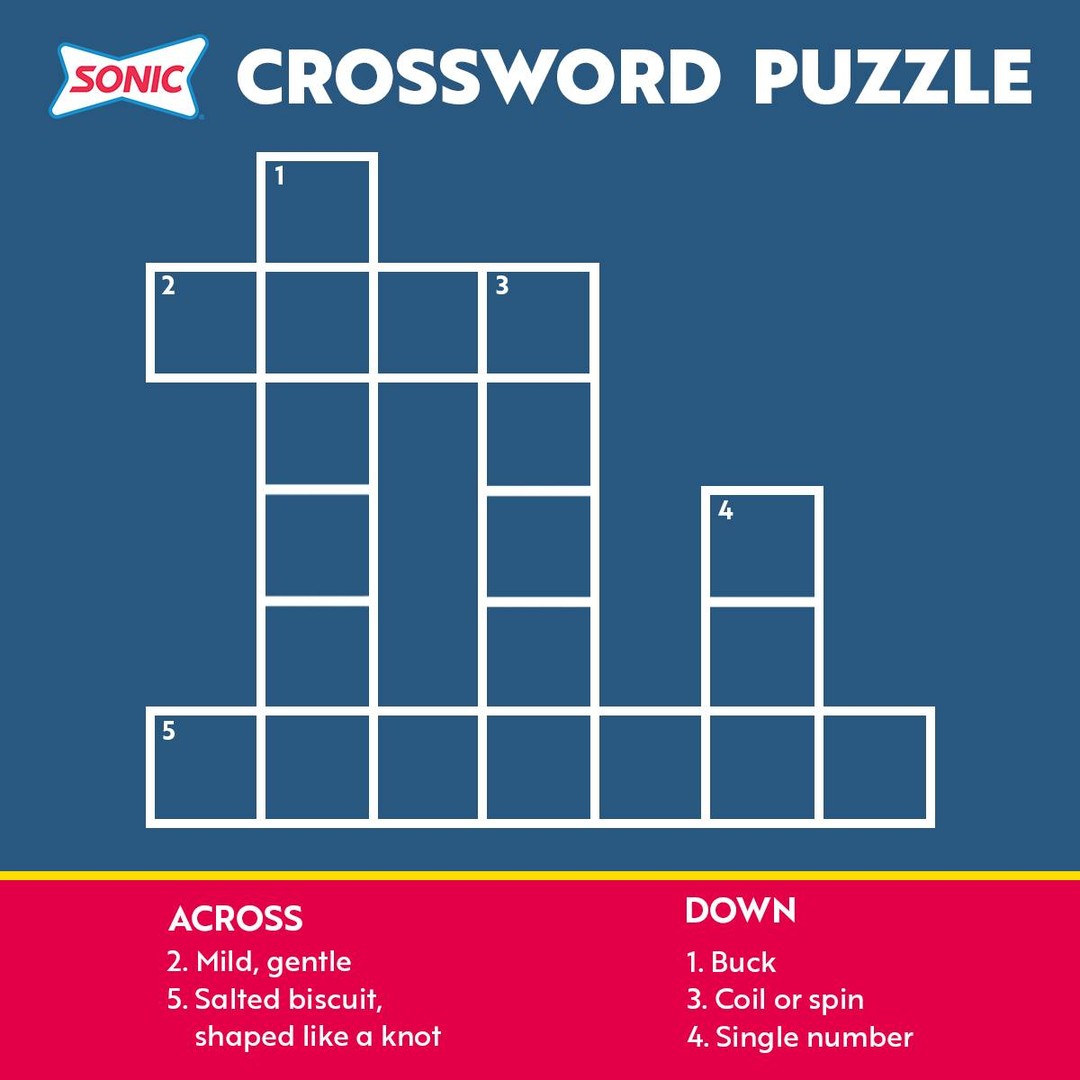 SONIC CROSSWORD PUZZLE
1
2 3
4
5
ACROSS
2. Mild, gentle
5. Salted biscuit,
shaped like a knot
DOWN
1. Buck
3. Coil or spin
4. Single number